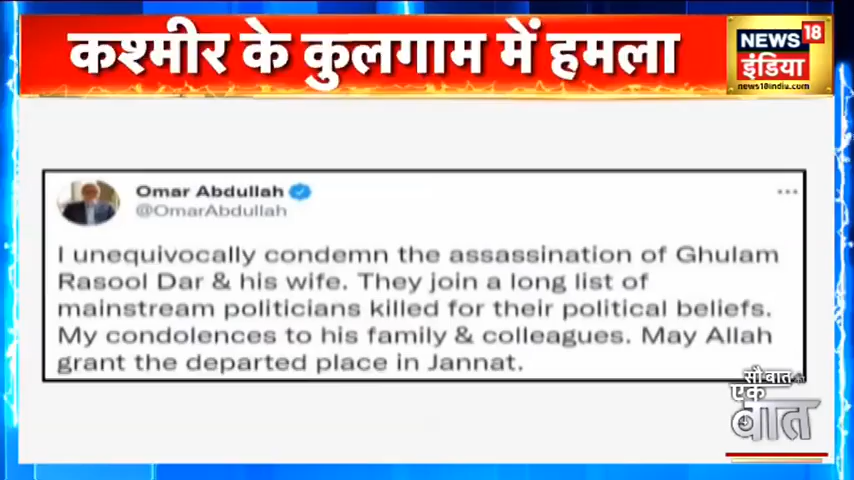 कश्मीर के कुलगाम में हमला
NEWS 18
इंडिया
news18india.com
Omar Abdullah
@OmarAbdullah
I unequivocally condemn the assassination of Ghulam
Rasool Dar & his wife. They join a long list of
mainstream politicians killed for their political beliefs.
My condolences to his family & colleagues. May Allah
grant the departed place in Jannat.
सौ बात की
एक
बात